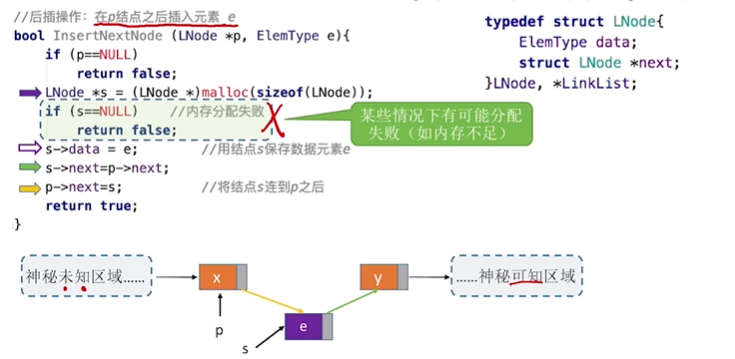 //后插操作：在p结点之后插入元素 e
bool InsertNextNode (LNode *p, ElemType e){
if (p==NULL)
return false;
LNode *s = (LNode *)malloc(sizeof(LNode));
if (s==NULL) //内存分配失败
return false;
s->data = e; //用结点s保存数据元素e
s->next=p->next;
p->next=s; //将结点s连到p之后
return true;
}
typedef struct LNode{
ElemType data;
struct LNode *next;
}LNode, *LinkList;
某些情况下有可能分配
失败（如内存不足）
神秘未知区域……
x
y
……神秘可知区域
p
e
s